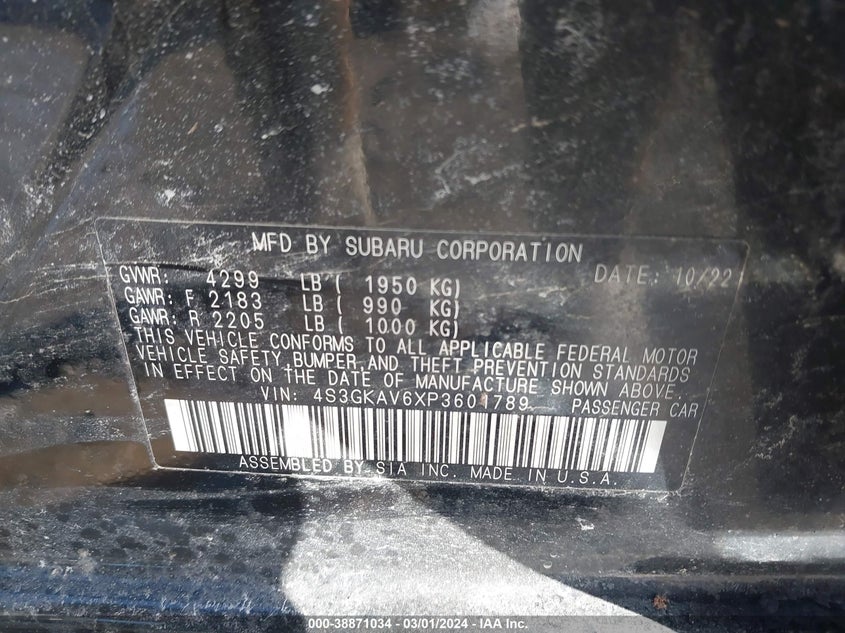 MFD BY SUBARU CORPORATION DATE: 10/22
GVWR: 4299 LB ( 1950 KG)
GAWR: F 2183 LB ( 990 KG)
GAWR: R 2205 LB ( 1000 KG)
THIS VEHICLE CONFORMS TO ALL APPLICABLE FEDERAL MOTOR
VEHICLE SAFETY, BUMPER, AND THEFT PREVENTION STANDARDS
IN EFFECT ON THE DATE OF MANUFACTURE SHOWN ABOVE.
VIN: 4S3GKAV6XP3601789 PASSENGER CAR
ASSEMBLED BY SIA INC. MADE IN U.S.A.
000-38871034 - 03/01/2024 - IAA Inc.